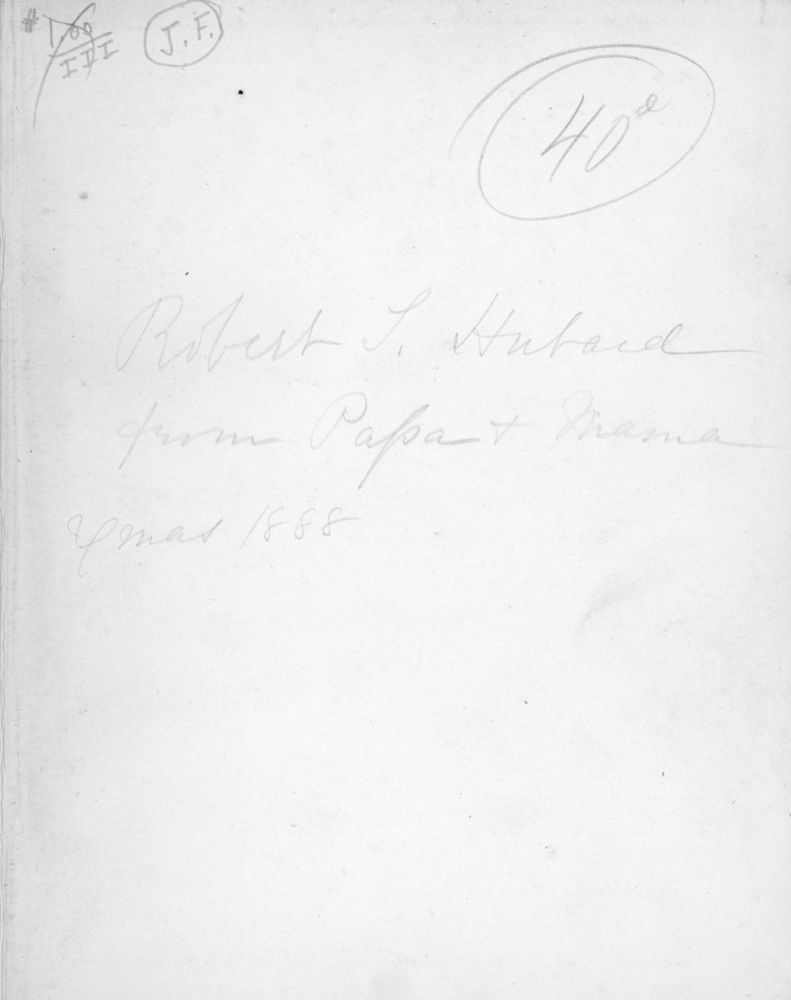 # 1.00
III
J.F.
40
Robert S. Hubard
from Papa + Mama
Xmas 1888